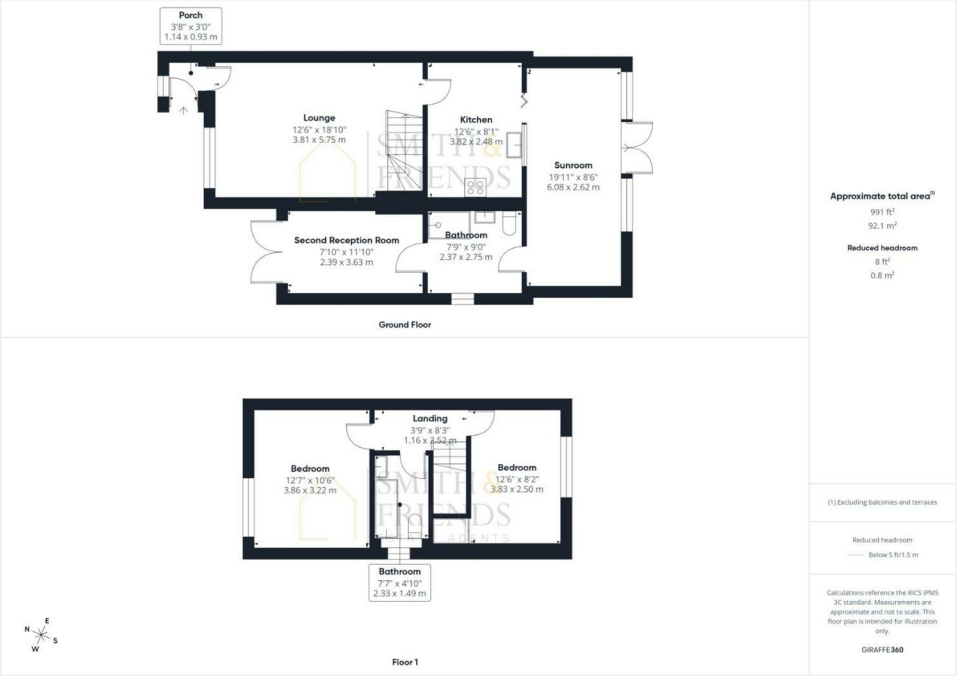 Porch
3'8" x 3'0"
1.14 x 0.93 m
Lounge
12'6" x 18'10"
3.81 x 5.75 m
Kitchen
12'6" x 8'1"
3.82 x 2.48 m
Sunroom
19'11" x 8'6"
6.08 x 2.62 m
Second Reception Room
7'10" x 11'10"
2.39 x 3.63 m
Bathroom
7'9" x 9'0"
2.37 x 2.75 m
SMITH &
FRIENDS
Ground Floor
Approximate total area(1)
991 ft²
92.1 m²
Reduced headroom
8 ft²
0.8 m²
Landing
3'9" x 8'3"
1.16 x 2.52 m
Bedroom
12'7" x 10'6"
3.86 x 3.22 m
Bedroom
12'6" x 8'2"
3.83 x 2.50 m
SMITH &
FRIENDS
AGENTS
Bathroom
7'7" x 4'10"
2.33 x 1.49 m
N E S W
Floor 1
(1) Excluding balconies and terraces
Reduced headroom
Below 5 ft/1.5 m
Calculations reference the RICS IPMS
3C standard. Measurements are
approximate and not to scale. This
floor plan is intended for illustration
only.
GIRAFFE360